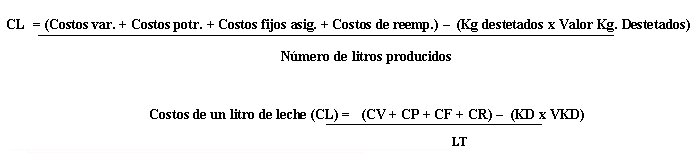 CL = (Costos var. + Costos potr. + Costos fijos asig. + Costos de reemp.) – (Kg destetados x Valor Kg. Destetados)
Número de litros producidos
Costos de un litro de leche (CL) = (CV + CP + CF + CR) – (KD x VKD)
LT